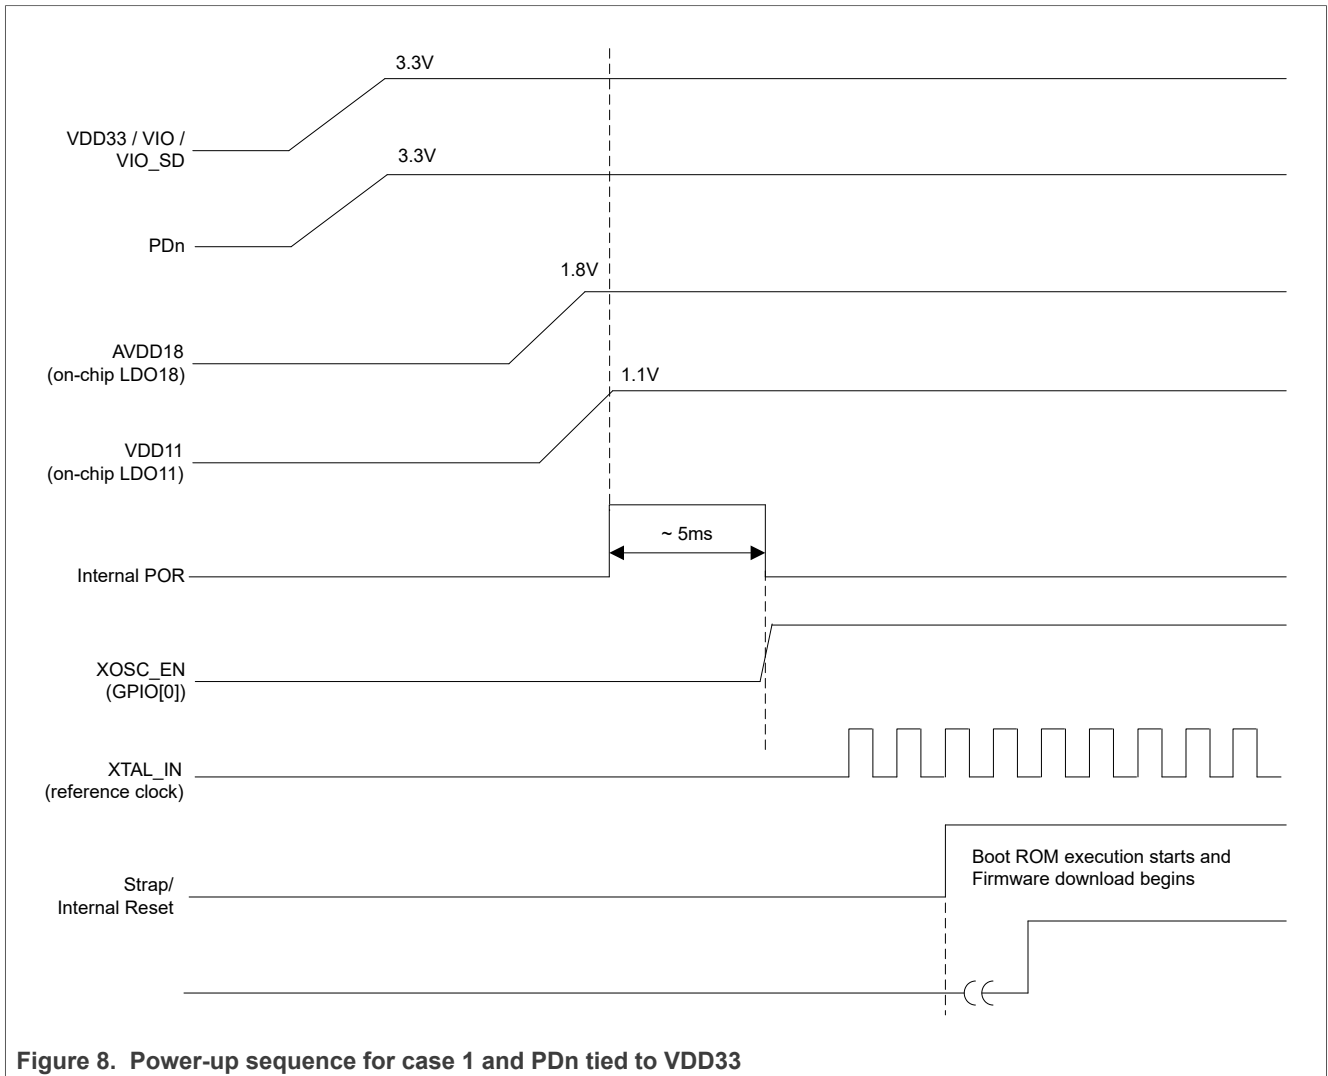 3.3V
VDD33 / VIO /
VIO_SD
3.3V
PDn
1.8V
AVDD18
(on-chip LDO18)
1.1V
VDD11
(on-chip LDO11)
~ 5ms
Internal POR
XOSC_EN
(GPIO[0])
XTAL_IN
(reference clock)
Boot ROM execution starts and
Firmware download begins
Strap/
Internal Reset
Figure 8. Power-up sequence for case 1 and PDn tied to VDD33